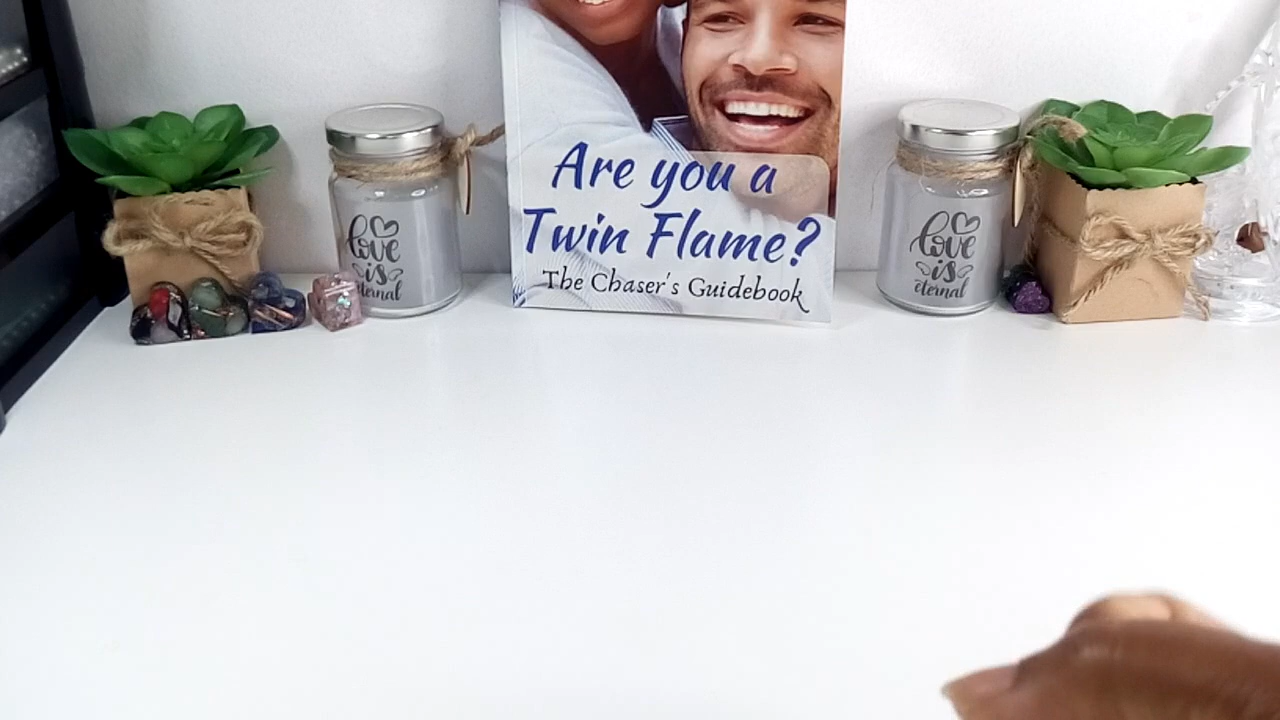 Are you a
Twin Flame?
The Chaser's Guidebook
love
is
eternal
love
is
eternal